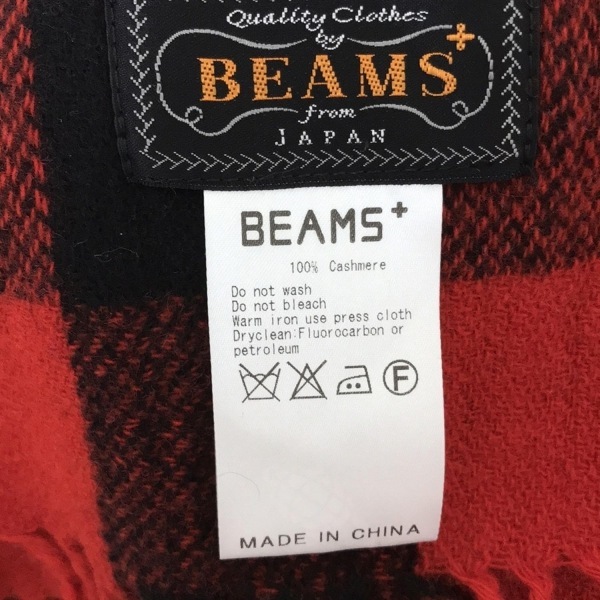 Quality Clothes
by
BEAMS+
from
JAPAN
BEAMS+
100% Cashmere
Do not wash
Do not bleach
Warm iron use press cloth
Dryclean:Fluorocarbon or
petroleum
F
MADE IN CHINA